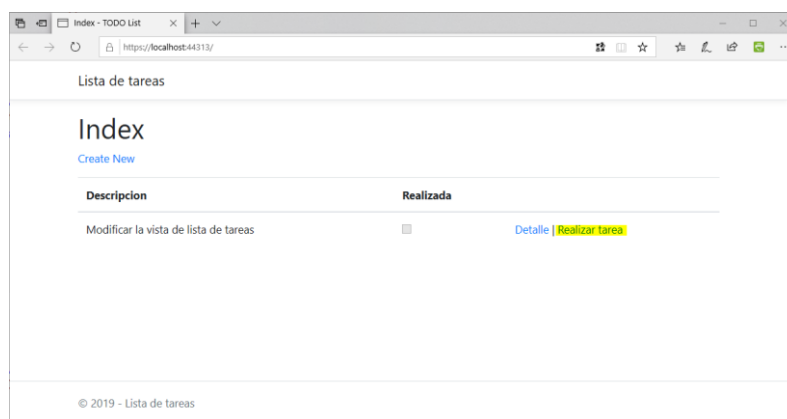 Index - TODO List
https://localhost:44313/
Lista de tareas
Index
Create New
Descripcion Realizada
Modificar la vista de lista de tareas Detalle | Realizar tarea
© 2019 - Lista de tareas